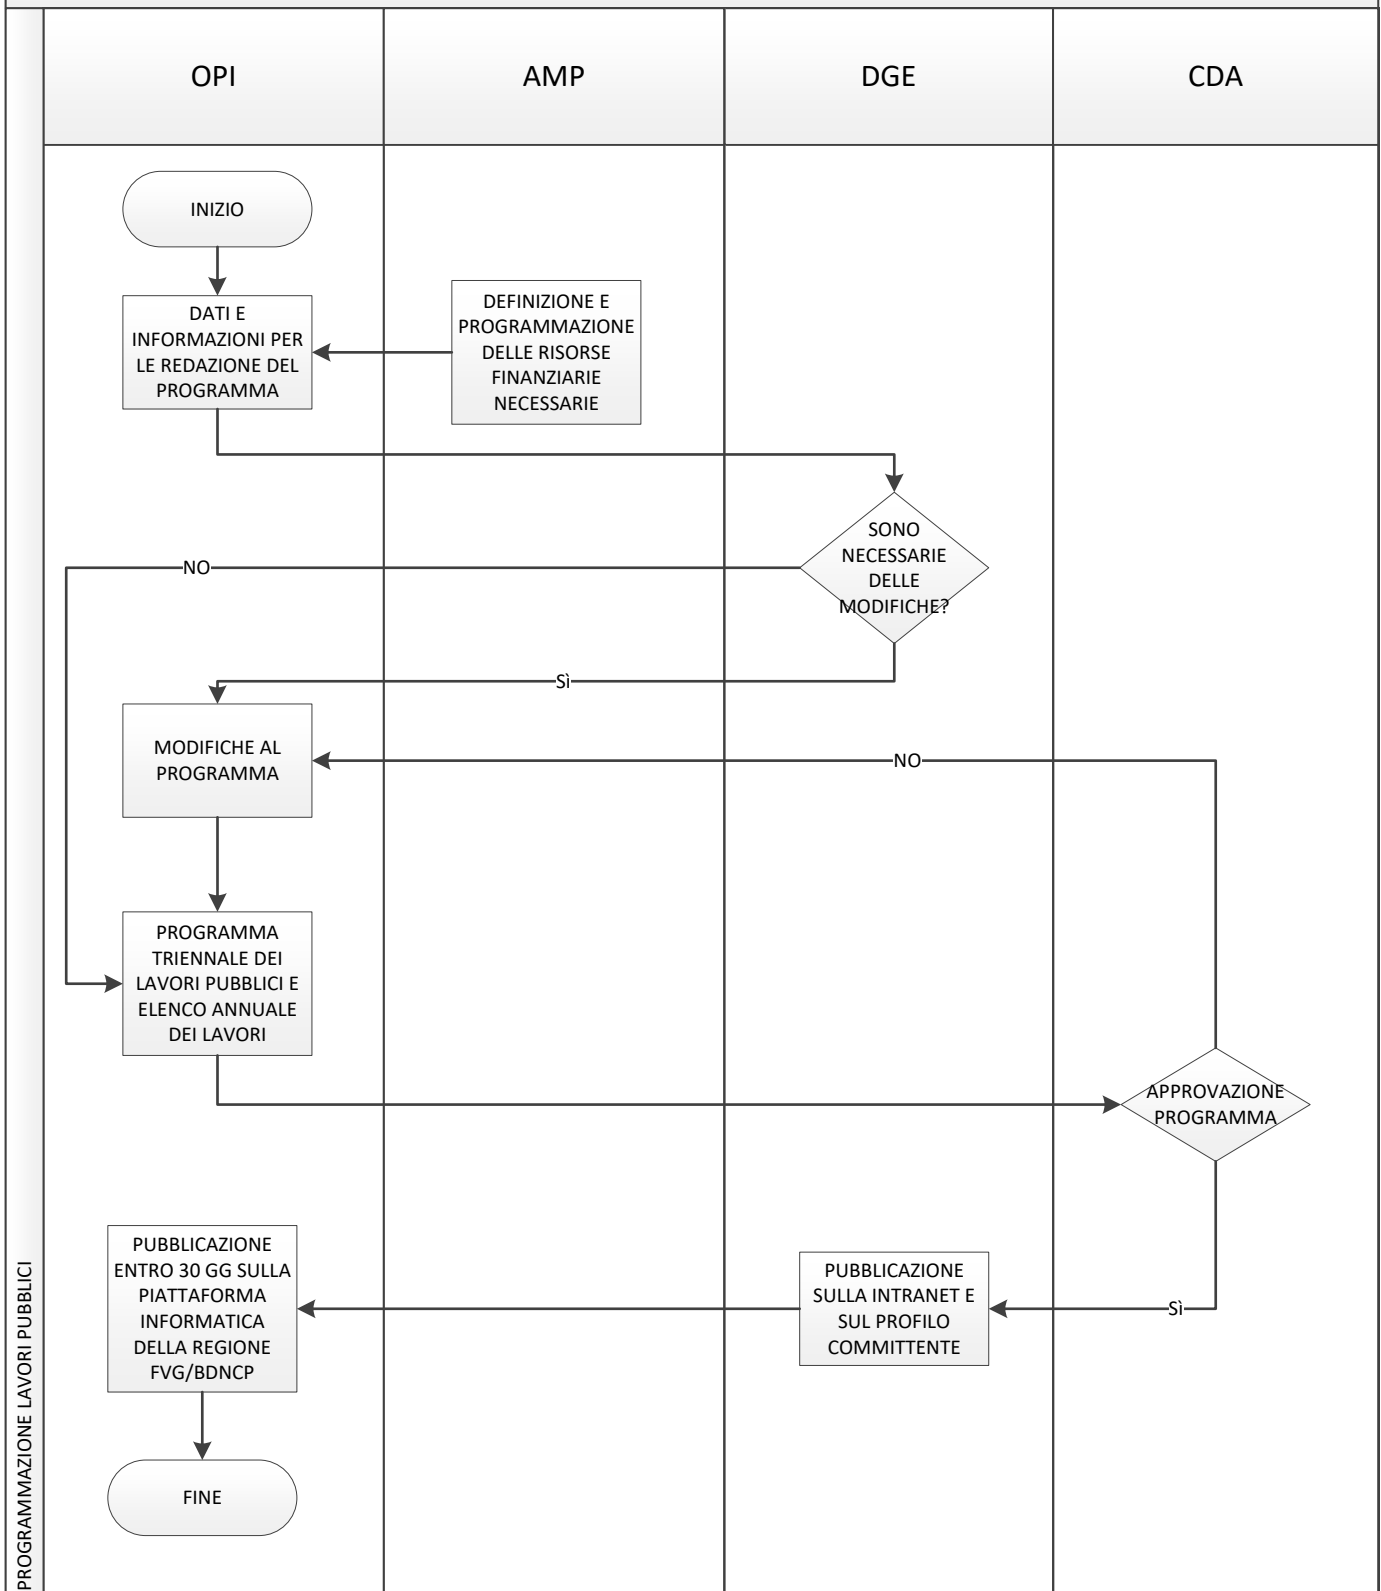 OPI
AMP
DGE
CDA
INIZIO
DATI E
INFORMAZIONI PER
LE REDAZIONE DEL
PROGRAMMA
DEFINIZIONE E
PROGRAMMAZIONE
DELLE RISORSE
FINANZIARIE
NECESSARIE
SONO
NECESSARIE
DELLE
MODIFICHE?
NO
Sì
MODIFICHE AL
PROGRAMMA
NO
PROGRAMMA
TRIENNALE DEI
LAVORI PUBBLICI E
ELENCO ANNUALE
DEI LAVORI
APPROVAZIONE
PROGRAMMA
PUBBLICAZIONE
ENTRO 30 GG SULLA
PIATTAFORMA
INFORMATICA
DELLA REGIONE
FVG/BDNCP
PUBBLICAZIONE
SULLA INTRANET E
SUL PROFILO
COMMITTENTE
Sì
FINE
PROGRAMMAZIONE LAVORI PUBBLICI